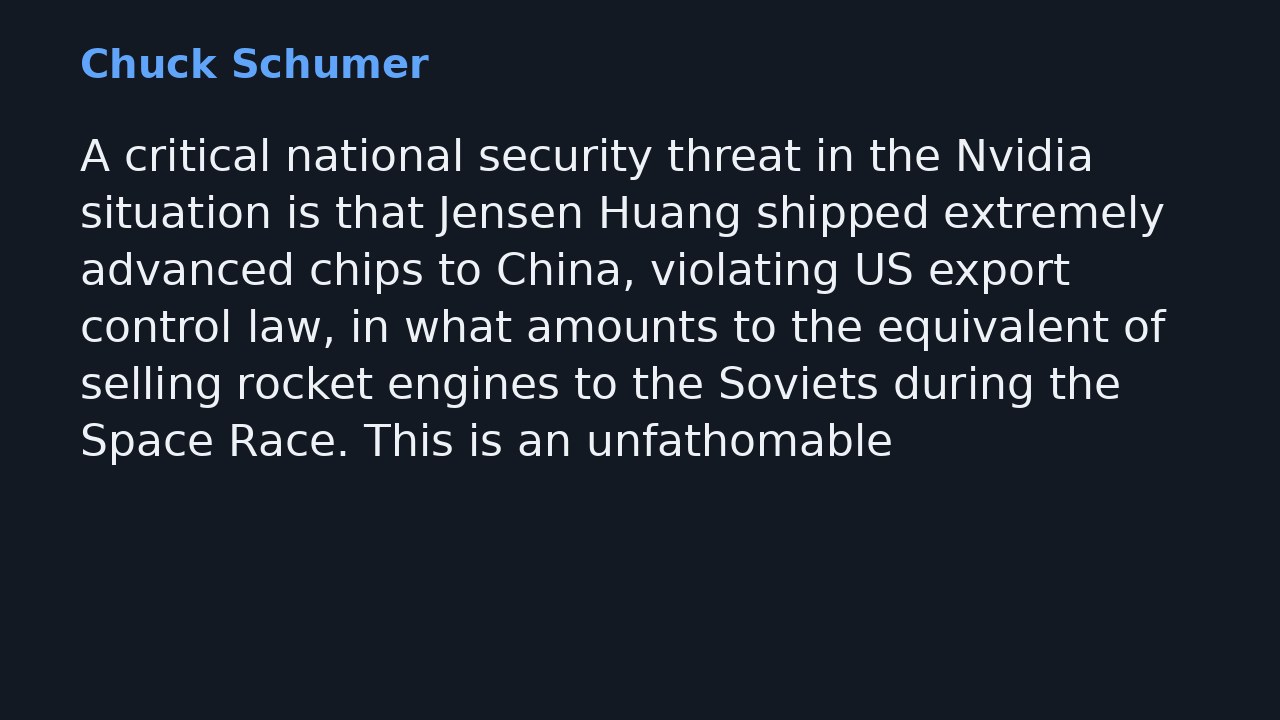 Chuck Schumer
A critical national security threat in the Nvidia
situation is that Jensen Huang shipped extremely
advanced chips to China, violating US export
control law, in what amounts to the equivalent of
selling rocket engines to the Soviets during the
Space Race. This is an unfathomable